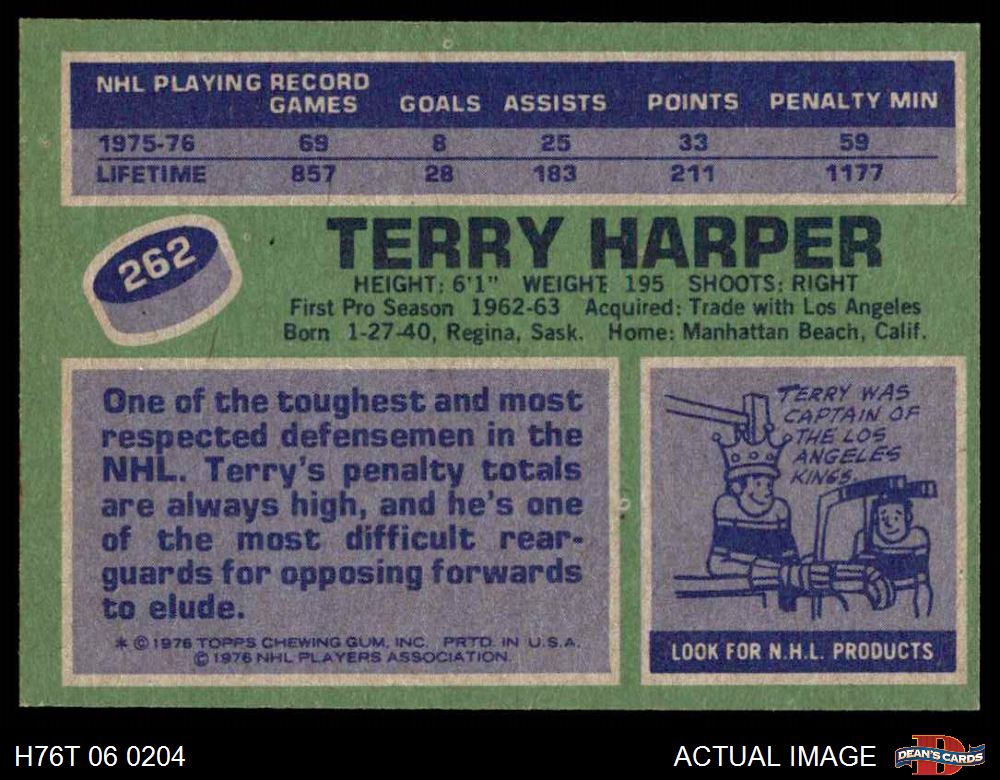 NHL PLAYING RECORD
GAMES GOALS ASSISTS POINTS PENALTY MIN
1975-76 69 8 25 33 59
LIFETIME 857 28 183 211 1177
262
TERRY HARPER
HEIGHT: 6'1" WEIGHT 195 SHOOTS: RIGHT
First Pro Season 1962-63 Acquired: Trade with Los Angeles
Born 1-27-40, Regina, Sask. Home: Manhattan Beach, Calif.
One of the toughest and most
respected defensemen in the
NHL. Terry's penalty totals
are always high, and he's one
of the most difficult rear-
guards for opposing forwards
to elude.
* © 1976 TOPPS CHEWING GUM, INC. PRTD. IN U.S.A.
© 1976 NHL PLAYERS ASSOCIATION.
TERRY WAS
CAPTAIN OF
THE LOS
ANGELES
KINGS.
LOOK FOR N.H.L. PRODUCTS
H76T 06 0204
ACTUAL IMAGE
D
DEAN'S CARDS